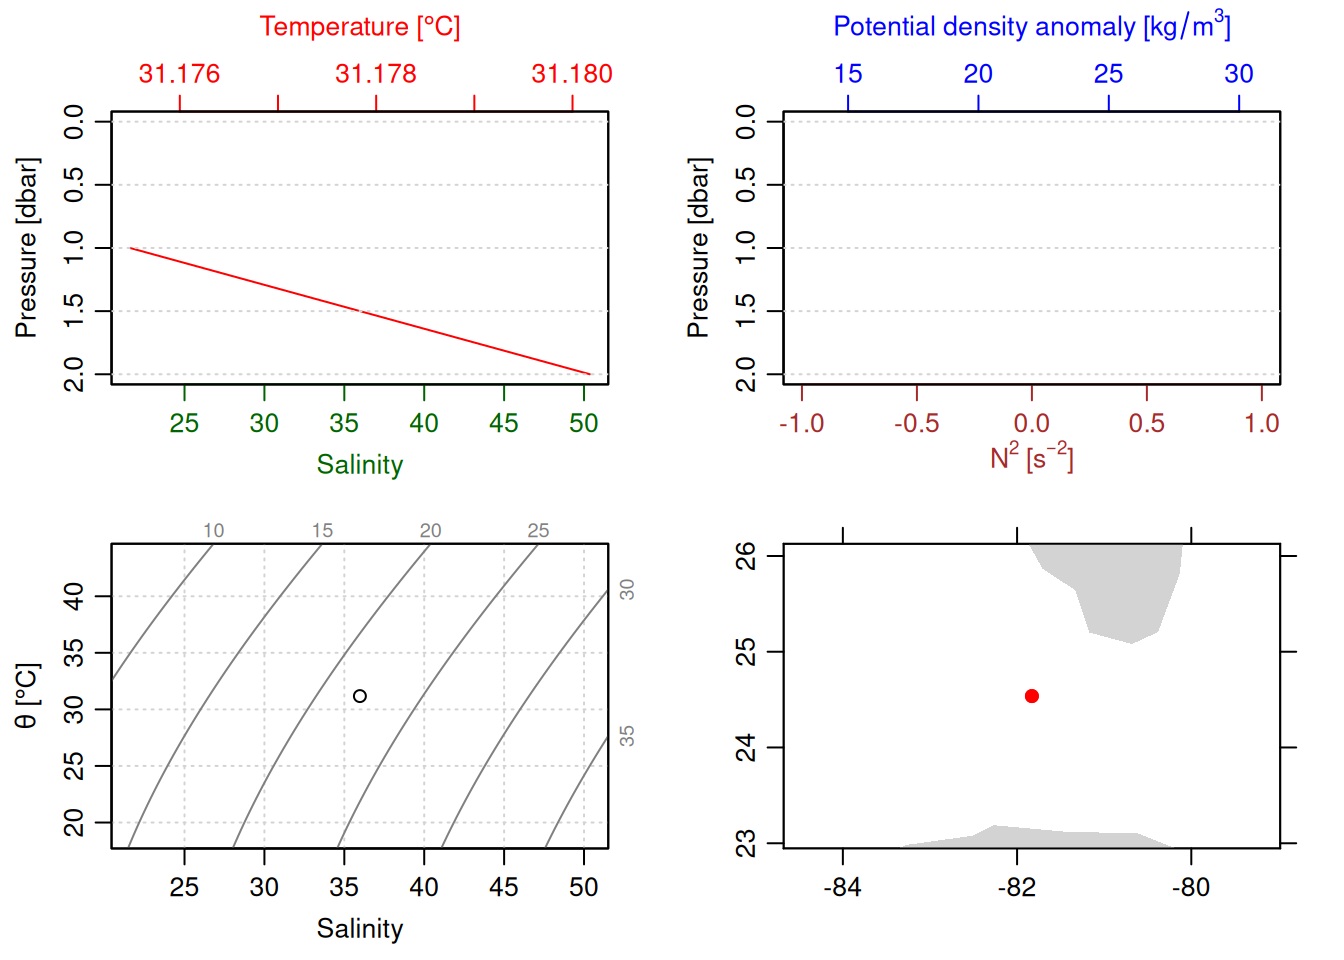 Temperature [°C]
31.176 31.178 31.180
Pressure [dbar]
0.0 0.5 1.0 1.5 2.0
25 30 35 40 45 50
Salinity
Potential density anomaly [kg/m³]
15 20 25 30
Pressure [dbar]
0.0 0.5 1.0 1.5 2.0
-1.0 -0.5 0.0 0.5 1.0
N² [s⁻²]
10 15 20 25
30
35
θ [°C]
40 35 30 25 20
25 30 35 40 45 50
Salinity
26 25 24 23
-84 -82 -80